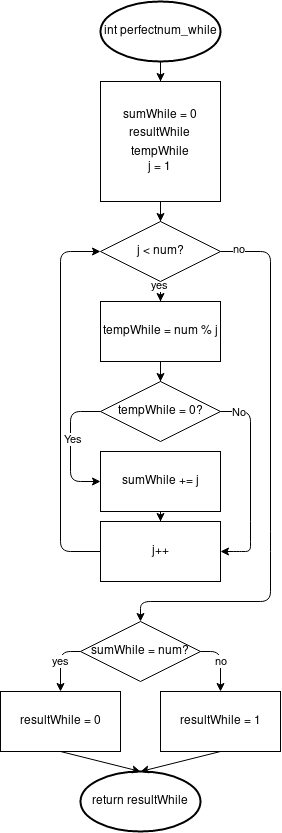 int perfectnum_while
sumWhile = 0
resultWhile
tempWhile
j = 1
j < num?
no
yes
tempWhile = num % j
tempWhile = 0?
No
Yes
sumWhile += j
j++
sumWhile = num?
yes
no
resultWhile = 0
resultWhile = 1
return resultWhile